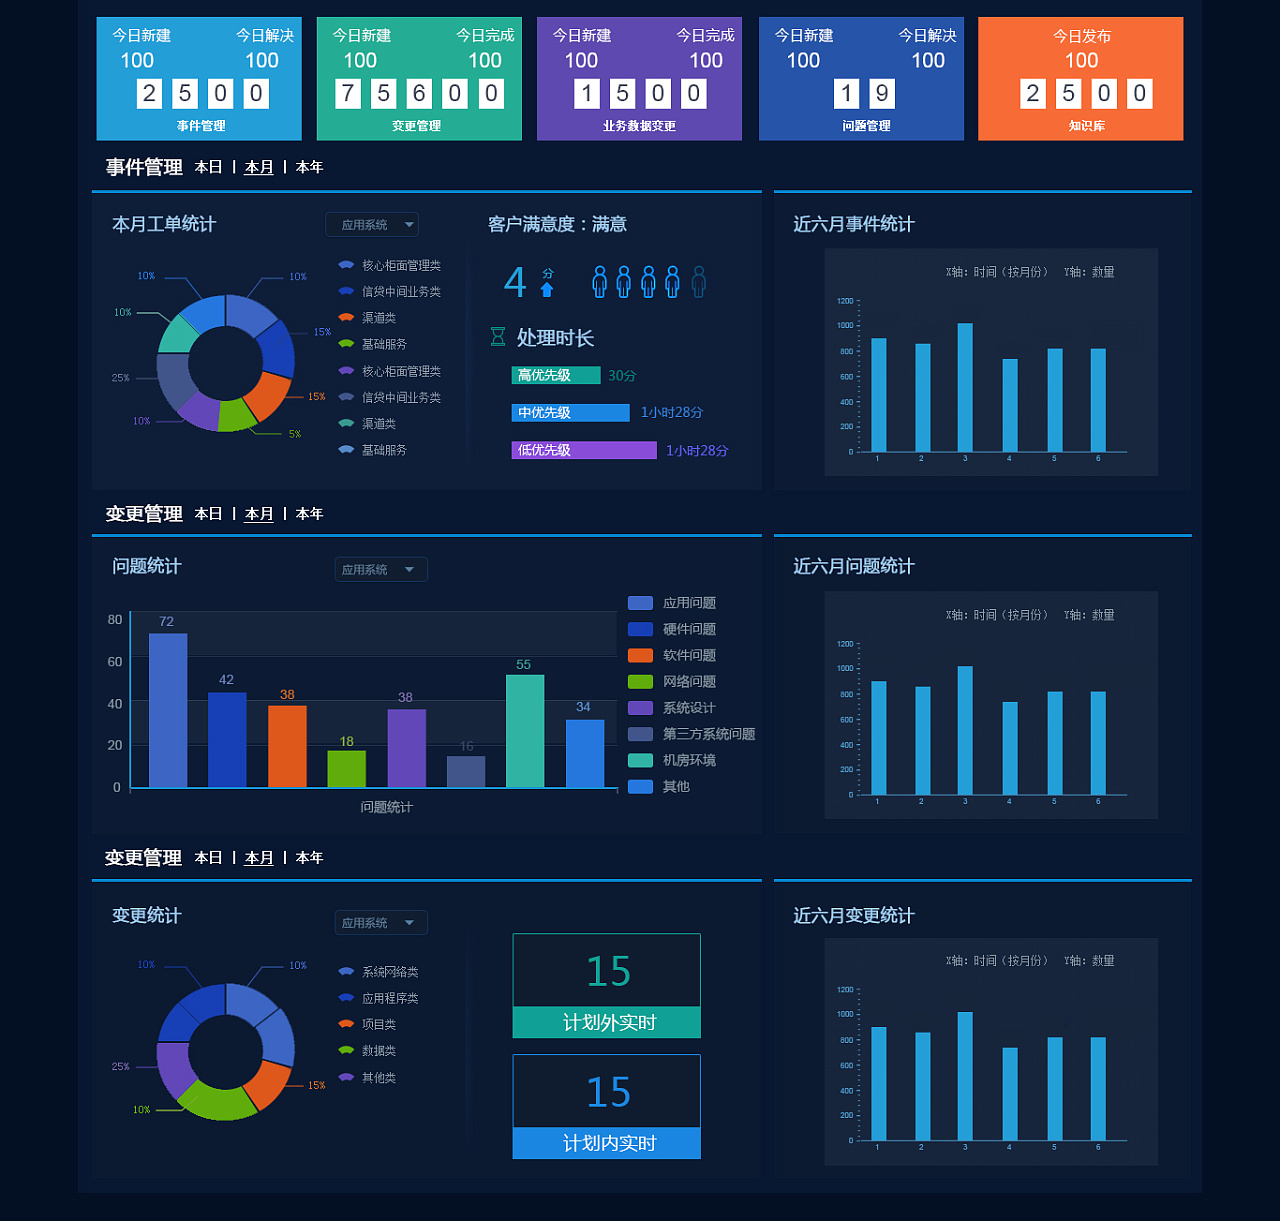 今日新建 今日解决
100 100
2 5 0 0
事件管理
今日新建 今日完成
100 100
7 5 6 0 0
变更管理
今日新建 今日完成
100 100
1 5 0 0
业务数据变更
今日新建 今日解决
100 100
1 9
问题管理
今日发布
100
2 5 0 0
知识库
事件管理 本日 | 本月 | 本年
本月工单统计
应用系统
10%
10%
15%
15%
5%
10%
25%
10%
核心柜面管理类
信贷中间业务类
渠道类
基础服务
核心柜面管理类
信贷中间业务类
渠道类
基础服务
客户满意度：满意
4 分
处理时长
高优先级 30分
中优先级 1小时28分
低优先级 1小时28分
近六月事件统计
X轴: 时间（按月份） Y轴: 数量
1200
1000
800
600
400
200
0
1 2 3 4 5 6
变更管理 本日 | 本月 | 本年
问题统计
应用系统
80
60
40
20
0
72
42
38
18
38
16
55
34
问题统计
应用问题
硬件问题
软件问题
网络问题
系统设计
第三方系统问题
机房环境
其他
近六月问题统计
X轴: 时间（按月份） Y轴: 数量
1200
1000
800
600
400
200
0
1 2 3 4 5 6
变更管理 本日 | 本月 | 本年
变更统计
应用系统
10%
10%
15%
10%
25%
系统网络类
应用程序类
项目类
数据类
其他类
15
计划外实时
15
计划内实时
近六月变更统计
X轴: 时间（按月份） Y轴: 数量
1200
1000
800
600
400
200
0
1 2 3 4 5 6